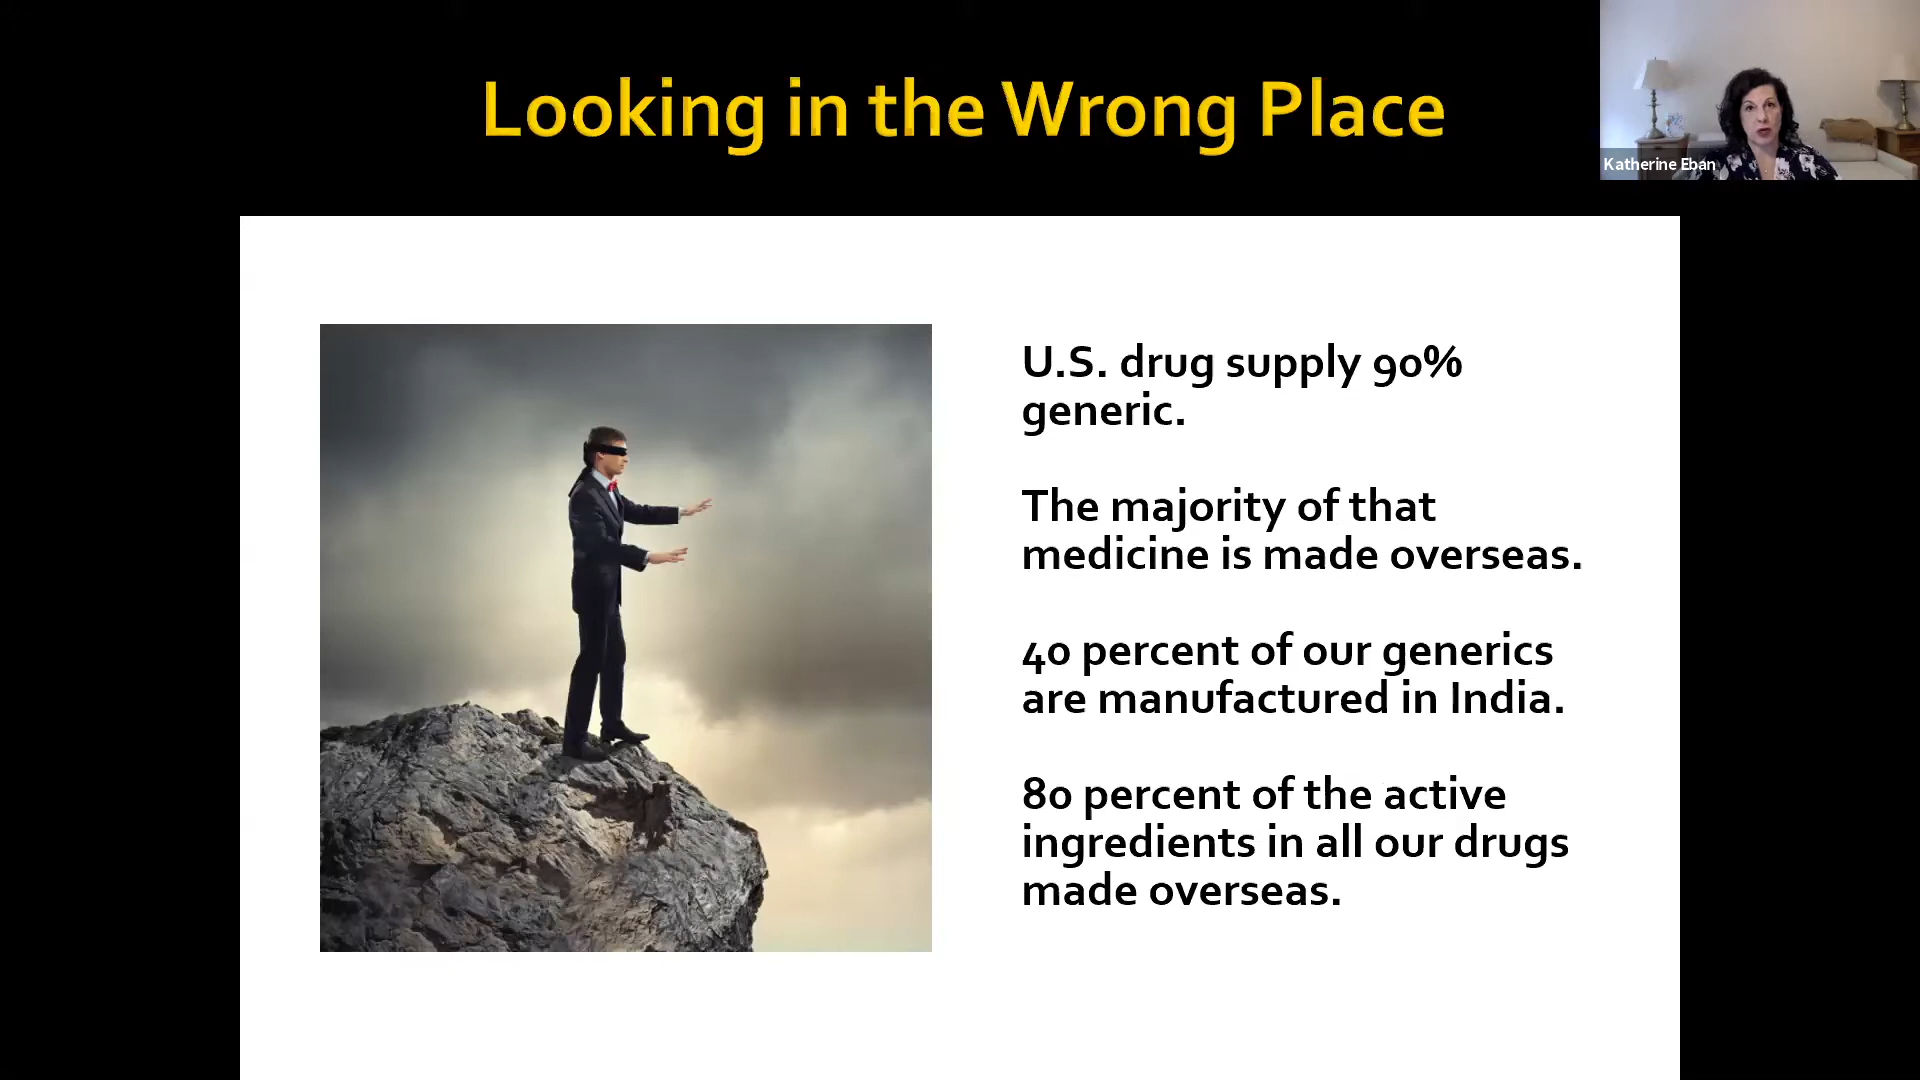 Looking in the Wrong Place
Katherine Eban
U.S. drug supply 90%
generic.
The majority of that
medicine is made overseas.
40 percent of our generics
are manufactured in India.
80 percent of the active
ingredients in all our drugs
made overseas.